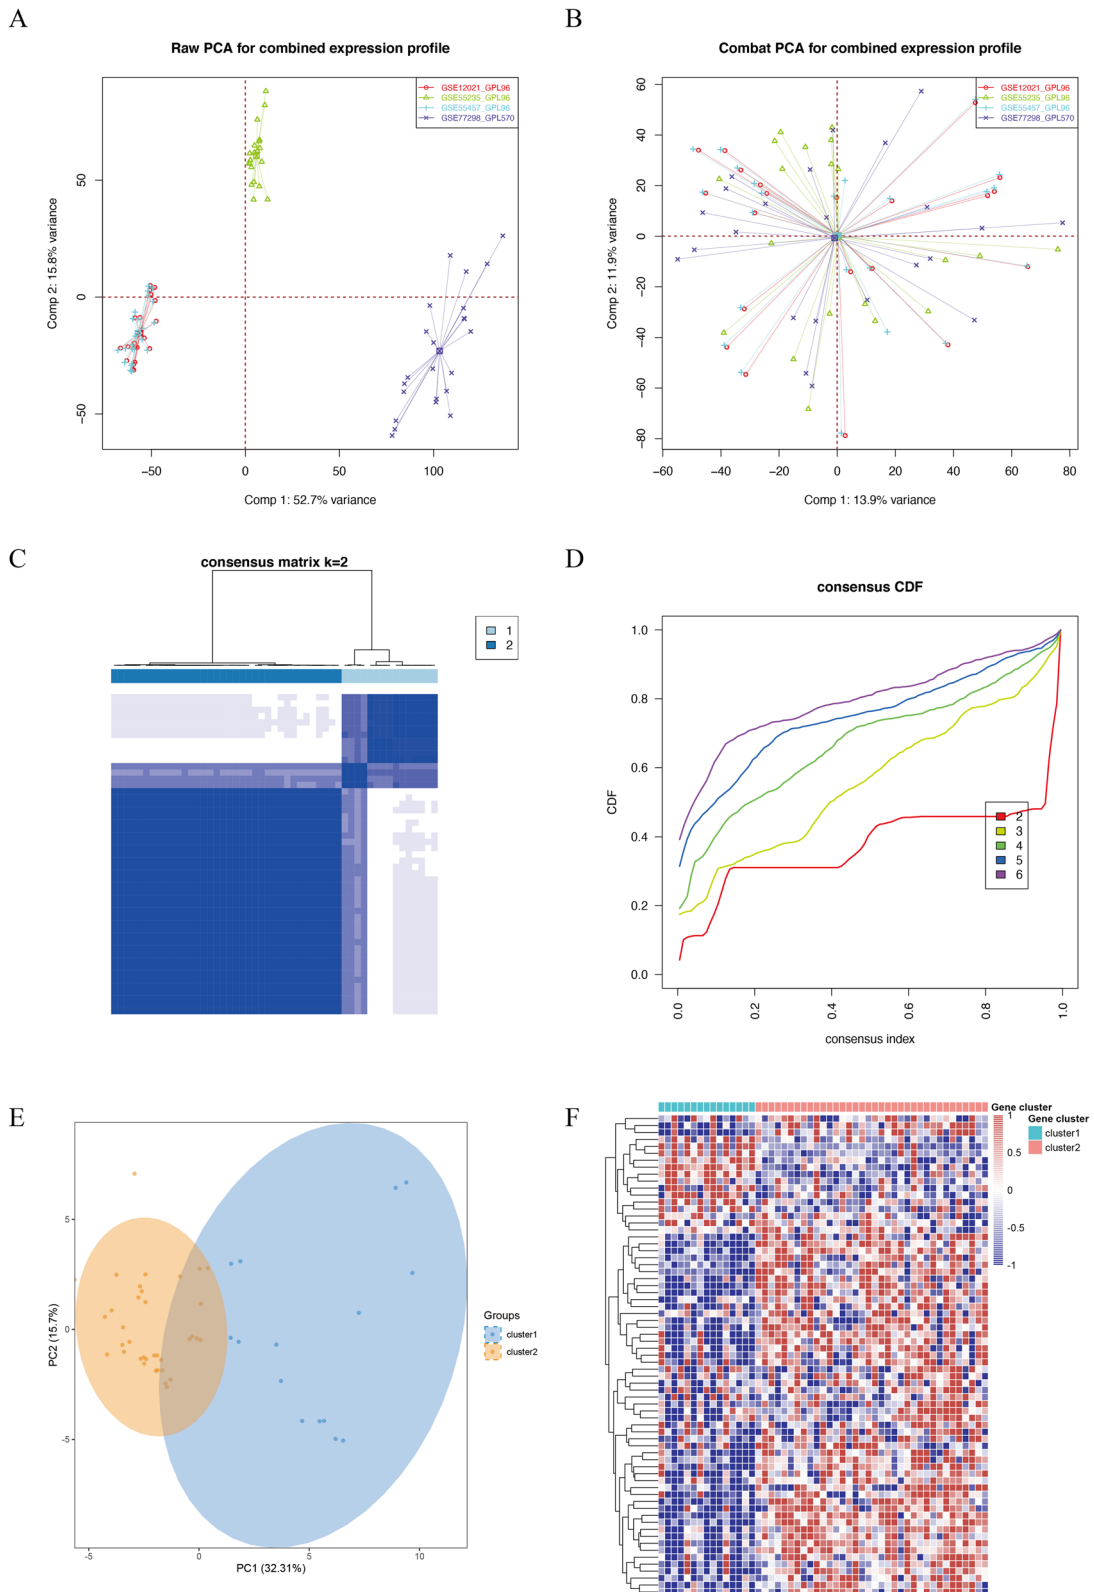 A
Raw PCA for combined expression profile
GSE12021_GPL96
GSE55235_GPL96
GSE55457_GPL96
GSE77298_GPL570
50
0
−50
Comp 2: 15.8% variance
−50
0
50
100
Comp 1: 52.7% variance
B
Combat PCA for combined expression profile
GSE12021_GPL96
GSE55235_GPL96
GSE55457_GPL96
GSE77298_GPL570
60
40
20
0
−20
−40
−60
−80
Comp 2: 11.9% variance
−60
−40
−20
0
20
40
60
80
Comp 1: 13.9% variance
C
consensus matrix k=2
1
2
D
consensus CDF
1.0
0.8
0.6
0.4
0.2
0.0
CDF
2
3
4
5
6
0.0
0.2
0.4
0.6
0.8
1.0
consensus index
E
5
0
-5
PC2 (15.7%)
-5
0
5
10
PC1 (32.31%)
Groups
cluster1
cluster2
F
Gene cluster
1
0.5
0
-0.5
-1
Gene cluster
cluster1
cluster2